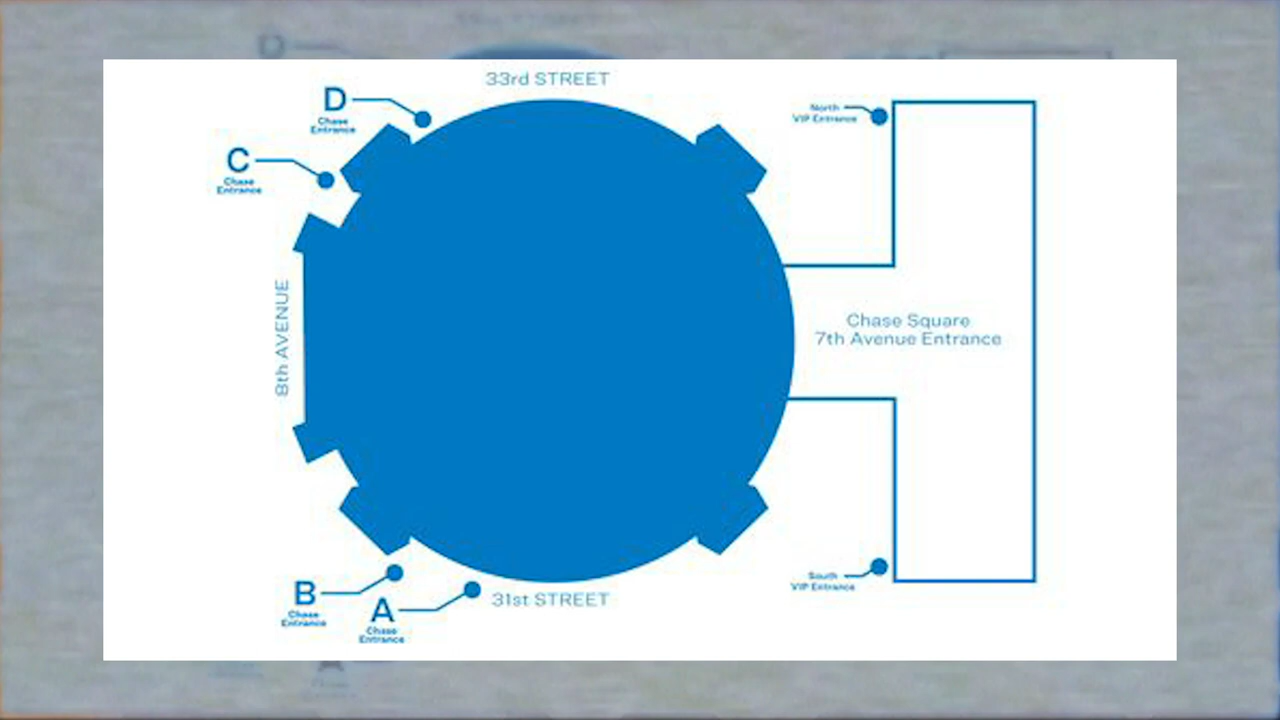 33rd STREET
D
Chase
Entrance
C
Chase
Entrance
North
VIP Entrance
8th AVENUE
Chase Square
7th Avenue Entrance
South
VIP Entrance
B
Chase
Entrance
A
Chase
Entrance
31st STREET